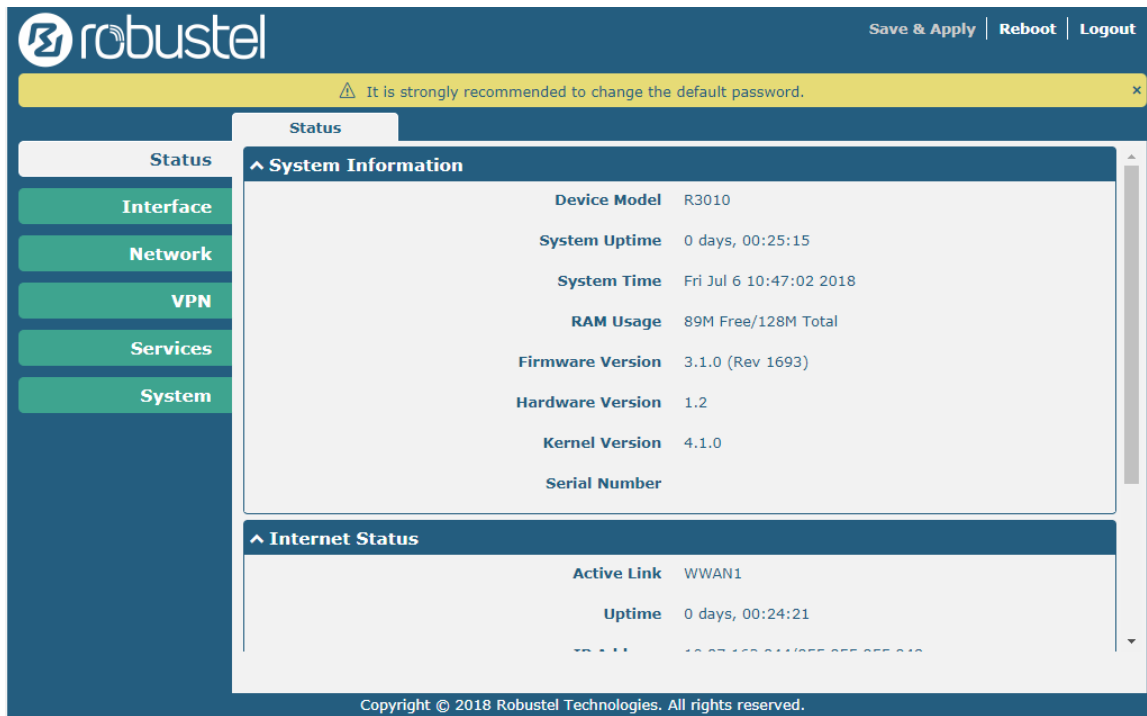 robustel
Save & Apply | Reboot | Logout
⚠ It is strongly recommended to change the default password. ×
Status
Status
Interface
Network
VPN
Services
System
System Information
Device Model R3010
System Uptime 0 days, 00:25:15
System Time Fri Jul 6 10:47:02 2018
RAM Usage 89M Free/128M Total
Firmware Version 3.1.0 (Rev 1693)
Hardware Version 1.2
Kernel Version 4.1.0
Serial Number
Internet Status
Active Link WWAN1
Uptime 0 days, 00:24:21
Copyright © 2018 Robustel Technologies. All rights reserved.